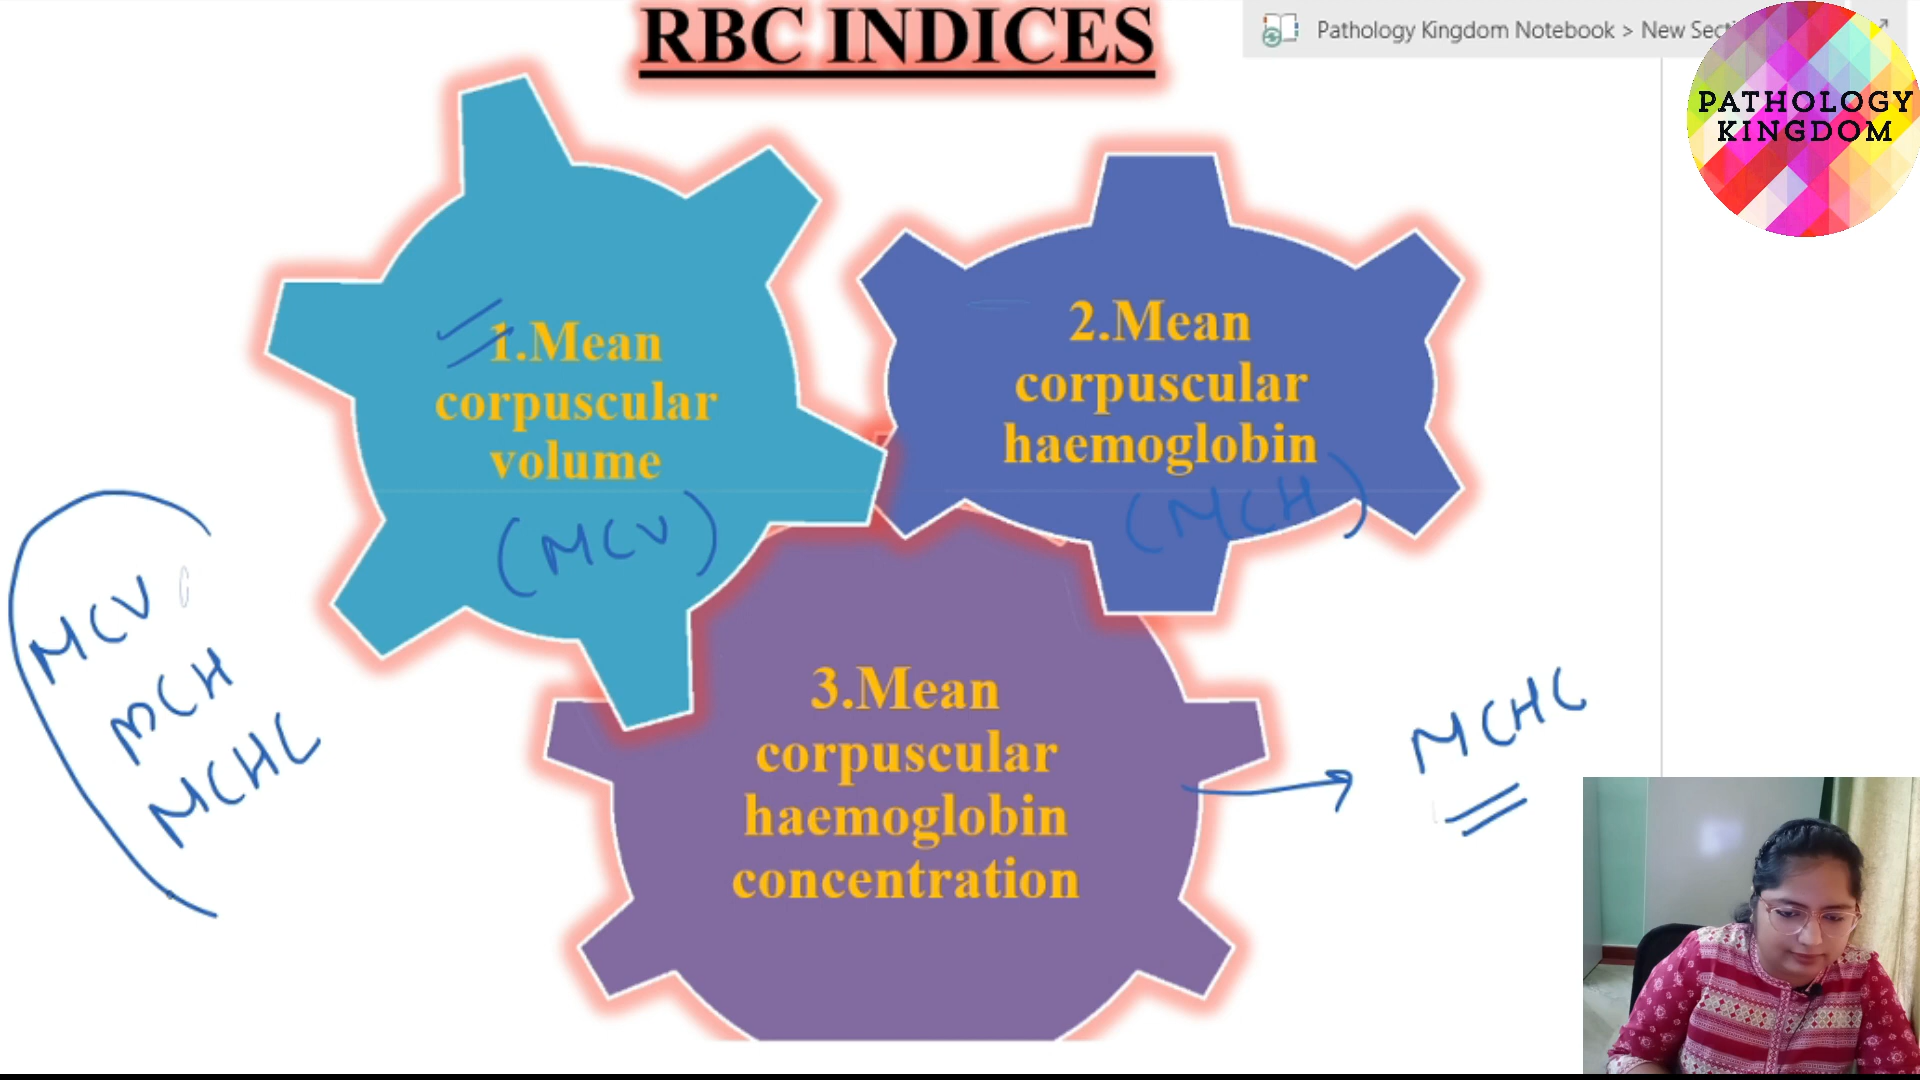 RBC INDICES
Pathology Kingdom Notebook > New Sect
PATHOLOGY
KINGDOM
1.Mean
corpuscular
volume
(MCV)
2.Mean
corpuscular
haemoglobin
(MCH)
3.Mean
corpuscular
haemoglobin
concentration
MCHC
MCV
MCH
MCHC